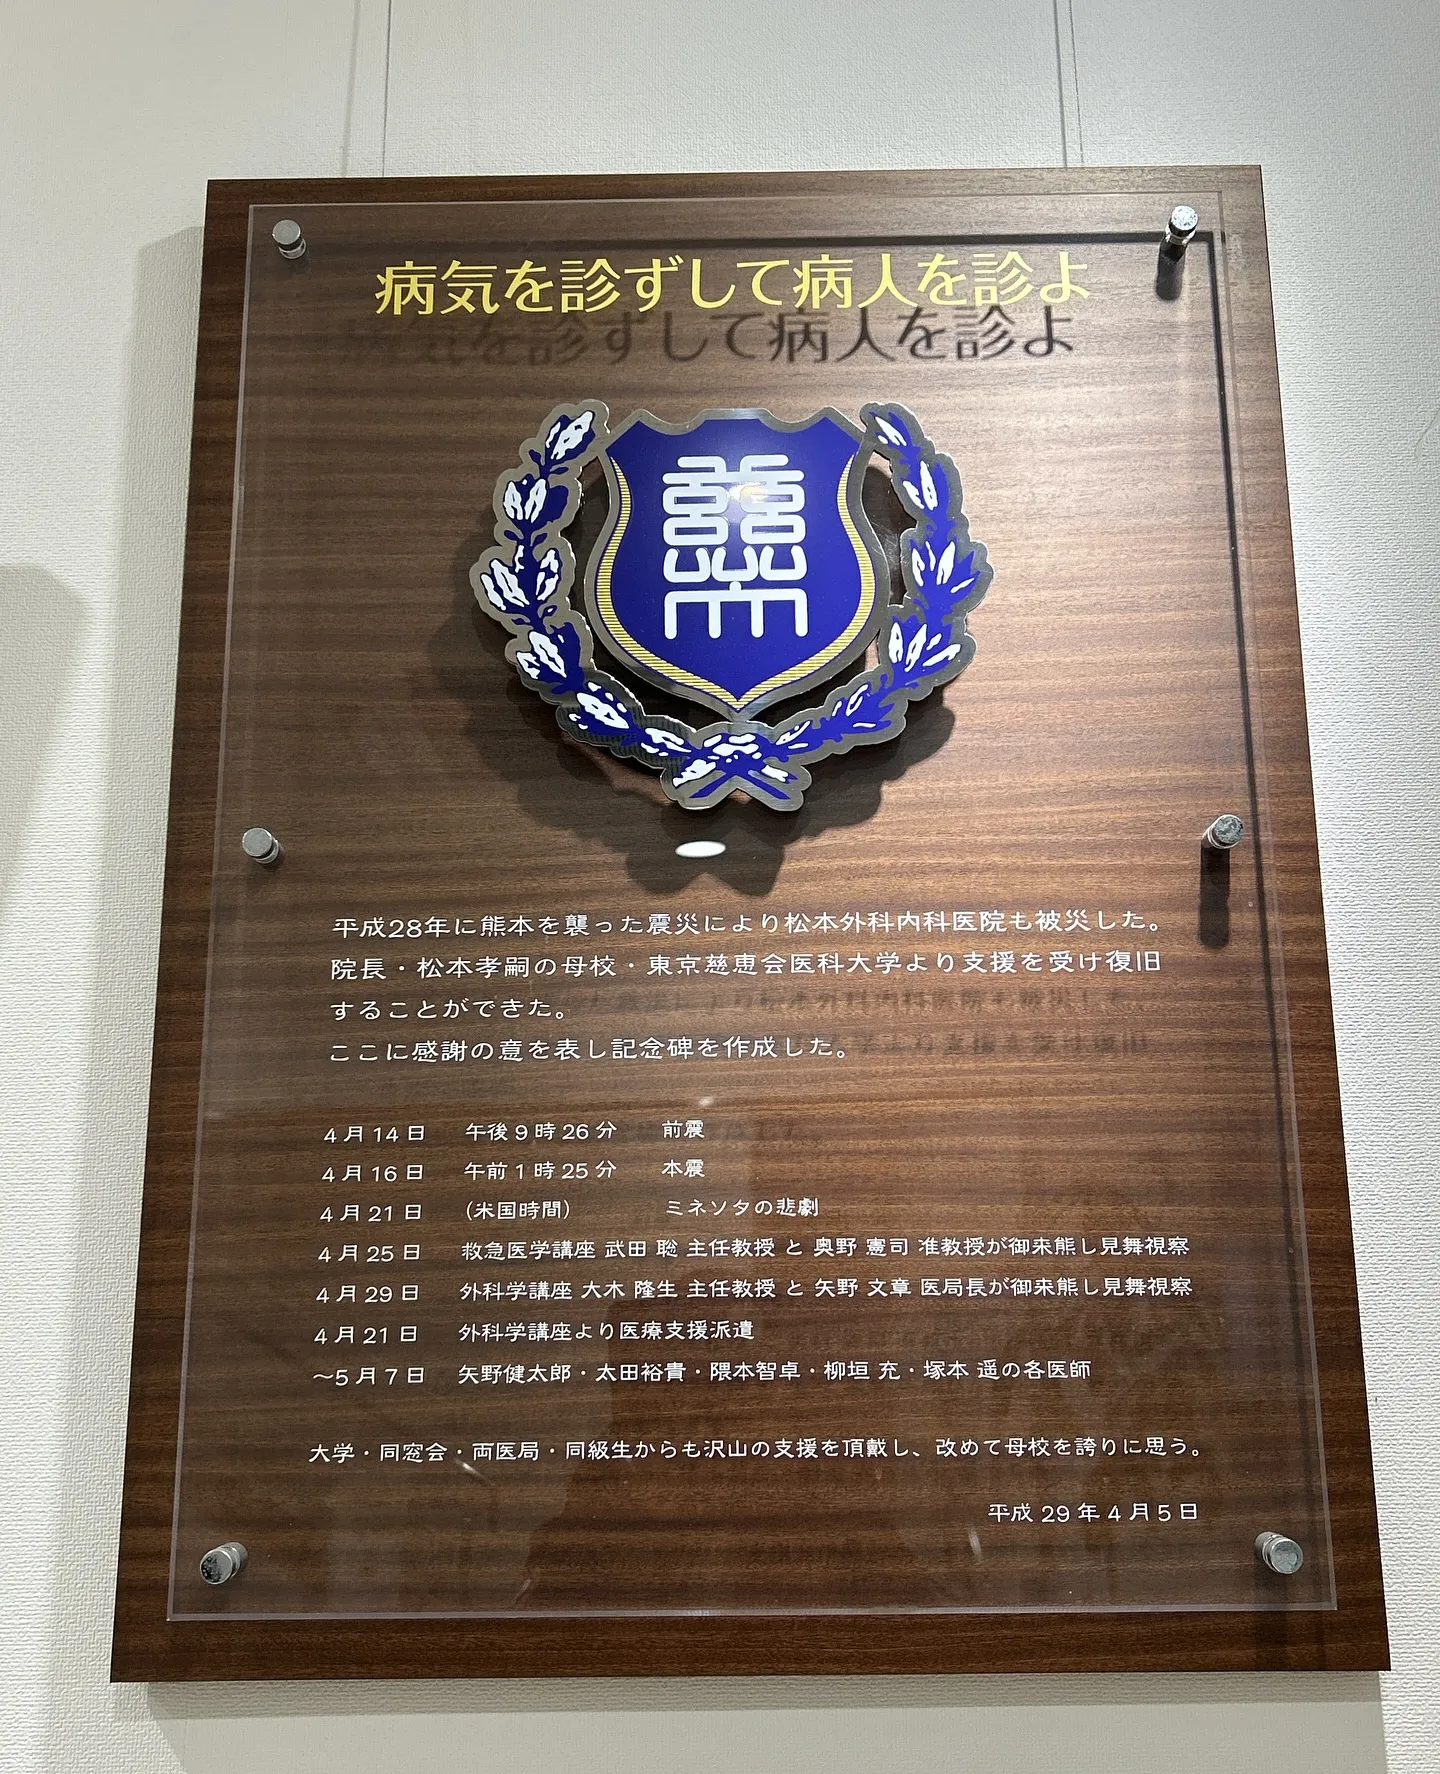 病気を診ずして病人を診よ
平成28年に熊本を襲った震災により松本外科内科医院も被災した。
院長・松本孝嗣の母校・東京慈恵会医科大学より支援を受け復旧
することができた。
ここに感謝の意を表し記念碑を作成した。
4月14日 午後9時26分 前震
4月16日 午前1時25分 本震
4月21日 (米国時間) ミネソタの悲劇
4月25日 救急医学講座 武田 聡 主任教授 と 奥野 憲司 准教授が御来熊し見舞視察
4月29日 外科学講座 大木 隆生 主任教授 と 矢野 文章 医局長が御来熊し見舞視察
4月21日 外科学講座より医療支援派遣
～5月7日 矢野健太郎・太田裕貴・隈本智卓・柳垣 充・塚本 遥の各医師
大学・同窓会・両医局・同級生からも沢山の支援を頂戴し、改めて母校を誇りに思う。
平成29年4月5日